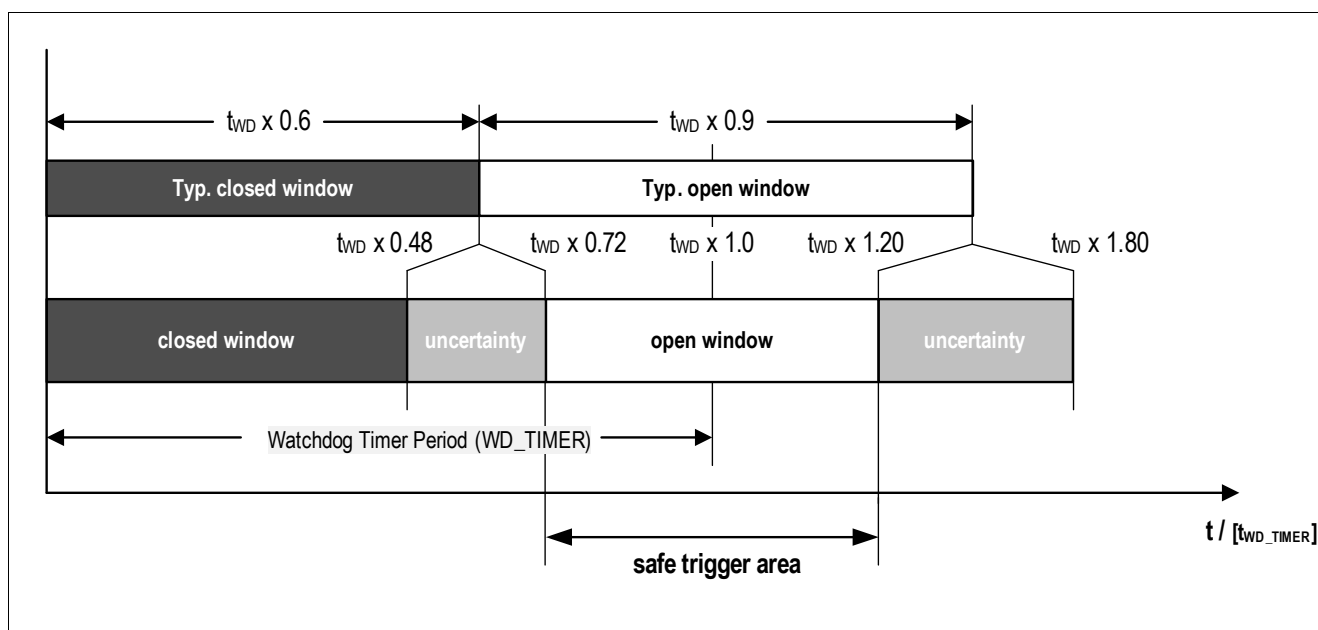 tWD x 0.6 tWD x 0.9
Typ. closed window Typ. open window
tWD x 0.48 tWD x 0.72 tWD x 1.0 tWD x 1.20 tWD x 1.80
closed window uncertainty open window uncertainty
Watchdog Timer Period (WD_TIMER)
t / [tWD_TIMER]
safe trigger area